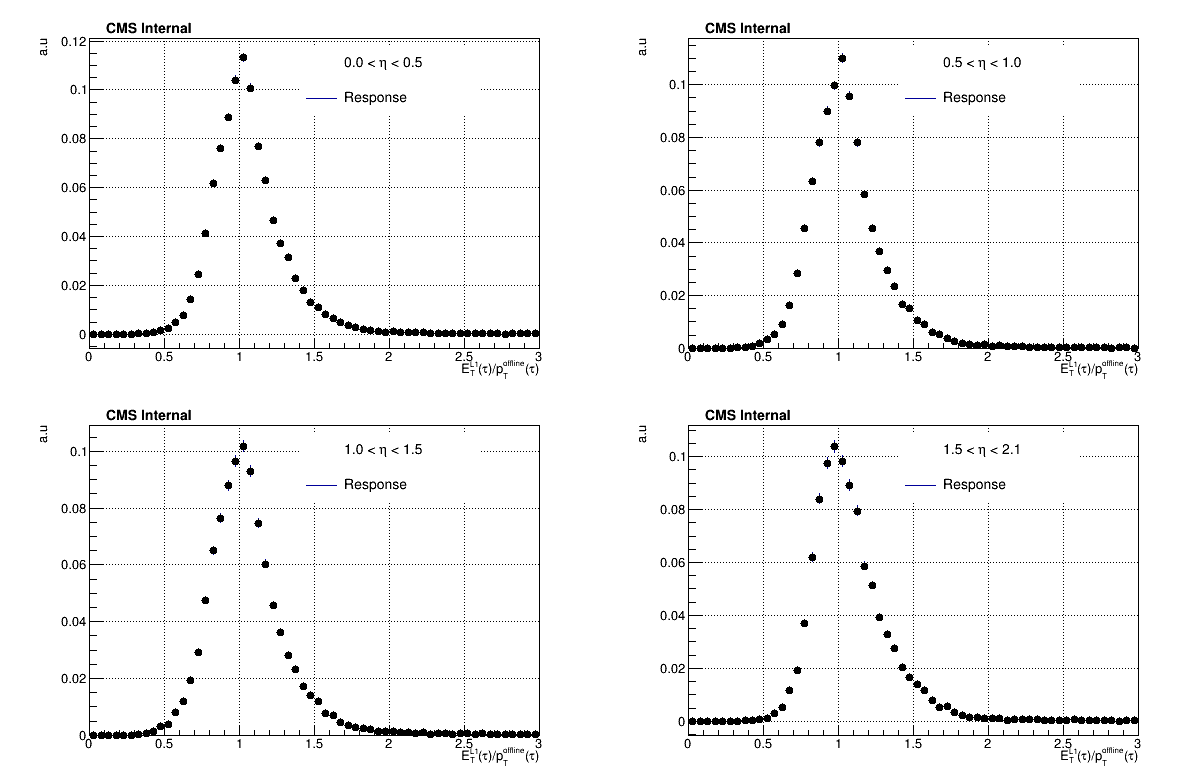 CMS Internal
a.u
0.12
0.1
0.08
0.06
0.04
0.02
0
0.0 < η < 0.5
Response
0 0.5 1 1.5 2 2.5 3
E_T^L1(τ)/p_T^offline(τ)
CMS Internal
a.u
0.1
0.08
0.06
0.04
0.02
0
0.5 < η < 1.0
Response
0 0.5 1 1.5 2 2.5 3
E_T^L1(τ)/p_T^offline(τ)
CMS Internal
a.u
0.1
0.08
0.06
0.04
0.02
0
1.0 < η < 1.5
Response
0 0.5 1 1.5 2 2.5 3
E_T^L1(τ)/p_T^offline(τ)
CMS Internal
a.u
0.1
0.08
0.06
0.04
0.02
0
1.5 < η < 2.1
Response
0 0.5 1 1.5 2 2.5 3
E_T^L1(τ)/p_T^offline(τ)